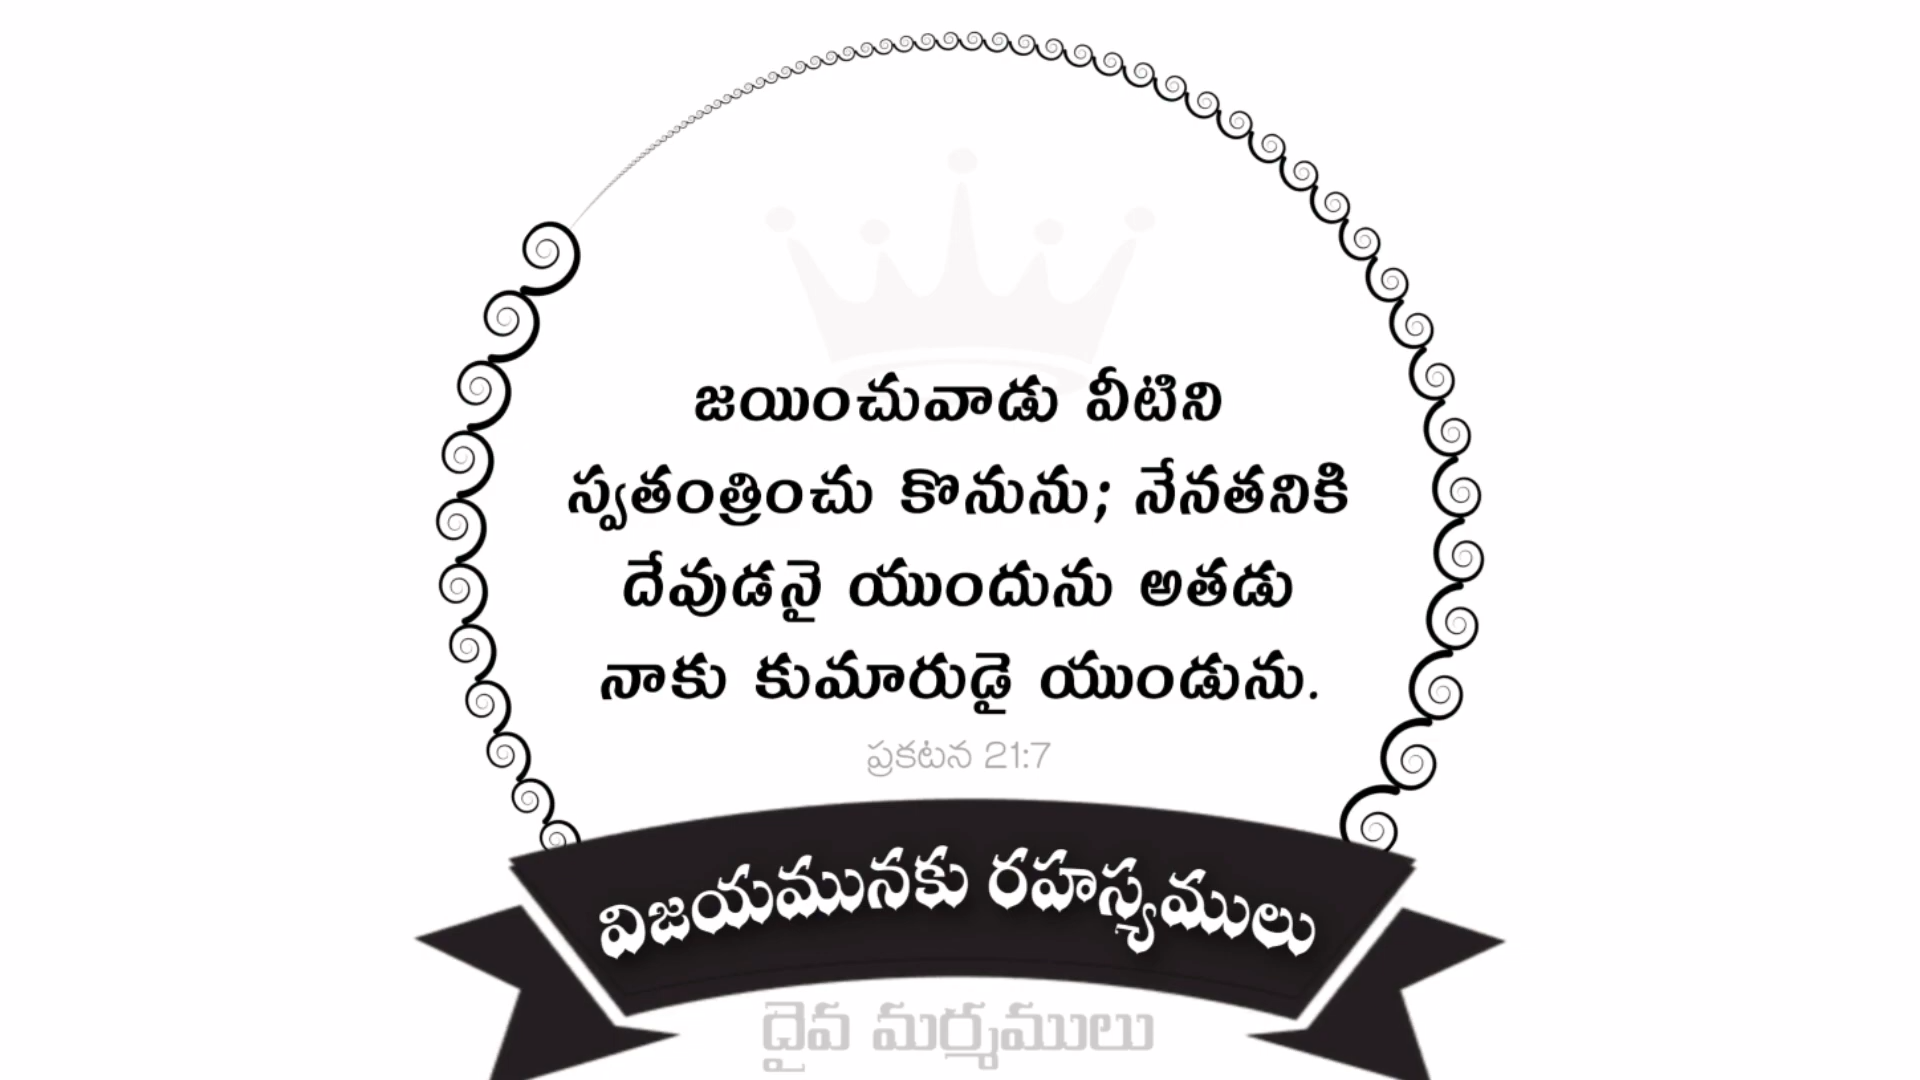 జయించువాడు వీటిని
స్వతంత్రించు కొనును; నేనతనికి
దేవుడనై యుందును అతడు
నాకు కుమారుడై యుండును.
ప్రకటన 21:7
విజయమునకు రహస్యములు
దైవ మర్మములు